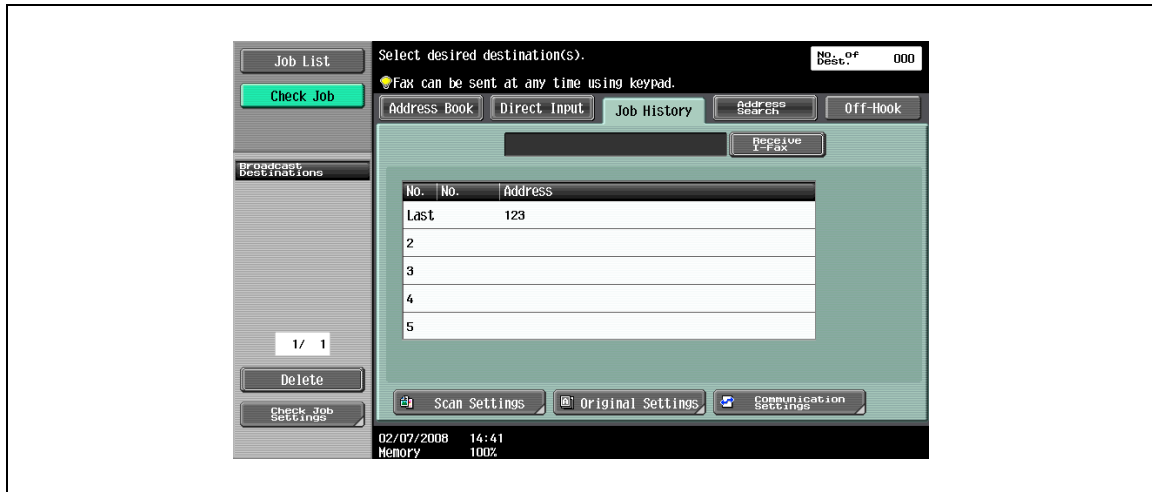 Job List
Check Job
Broadcast
Destinations
1/ 1
Delete
Check Job
Settings
Select desired destination(s).
No. of
Dest.
000
Fax can be sent at any time using keypad.
Address Book
Direct Input
Job History
Address
Search
Off-Hook
Receive
I-Fax
No. No. Address
Last 123
2
3
4
5
Scan Settings
Original Settings
Communication
Settings
02/07/2008 14:41
Memory 100%